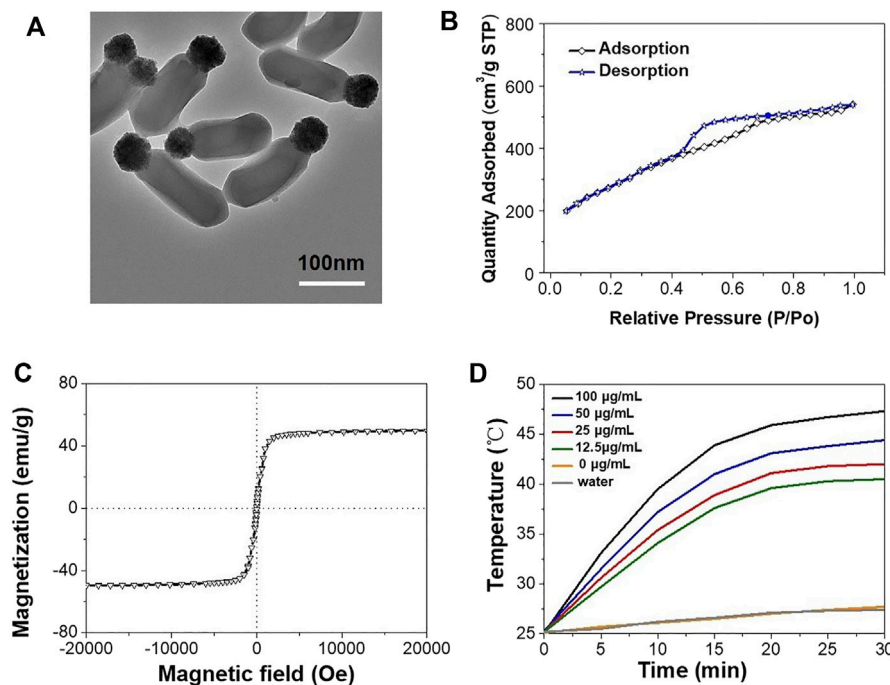 A
100nm
B
Quantity Adsorbed (cm³/g STP)
800
600
400
200
0
Adsorption
Desorption
0.0 0.2 0.4 0.6 0.8 1.0
Relative Pressure (P/Po)
C
Magnetization (emu/g)
80
40
0
-40
-80
-20000 -10000 0 10000 20000
Magnetic field (Oe)
D
Temperature (℃)
50
45
40
35
30
25
100 µg/mL
50 µg/mL
25 µg/mL
12.5µg/mL
0 µg/mL
water
0 5 10 15 20 25 30
Time (min)